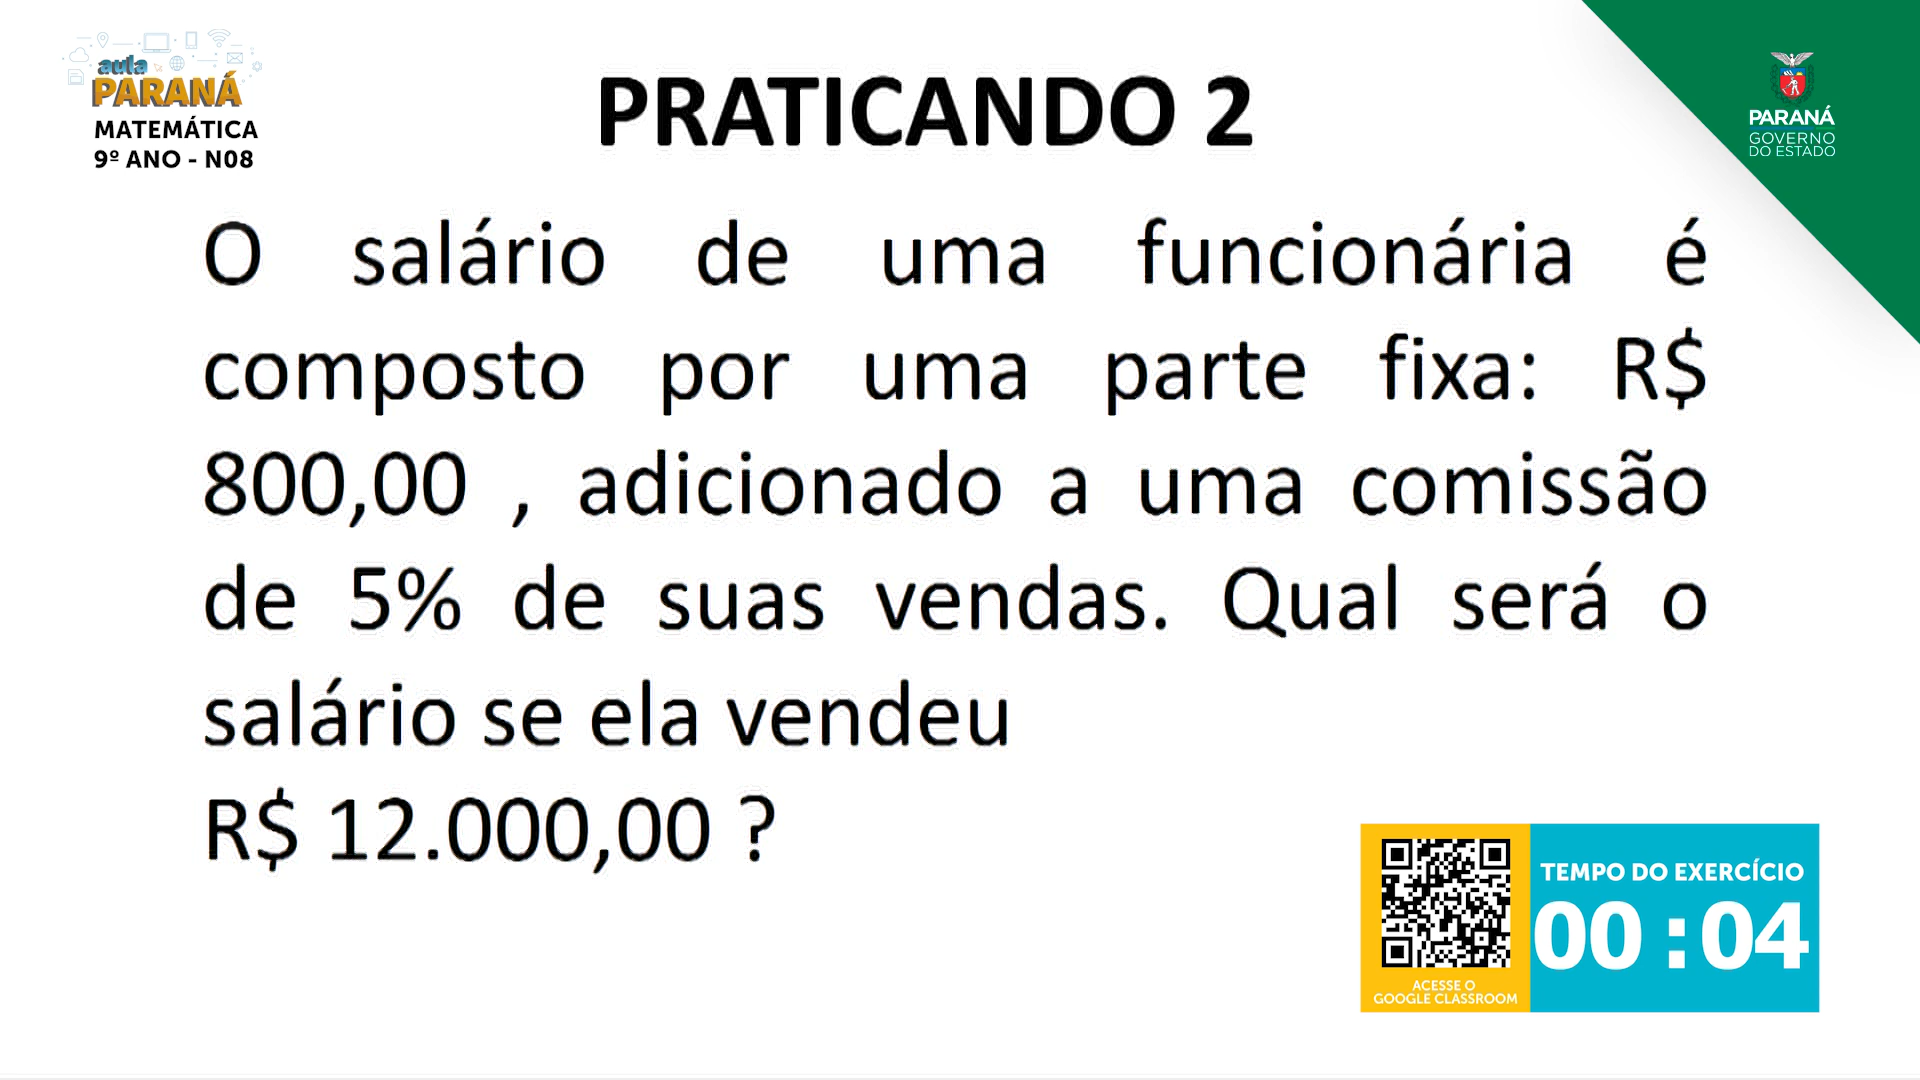 aula
PARANÁ
MATEMÁTICA
9º ANO - N08
PRATICANDO 2
PARANÁ
GOVERNO
DO ESTADO
O salário de uma funcionária é
composto por uma parte fixa: R$
800,00 , adicionado a uma comissão
de 5% de suas vendas. Qual será o
salário se ela vendeu
R$ 12.000,00 ?
TEMPO DO EXERCÍCIO
00 : 04
ACESSE O
GOOGLE CLASSROOM